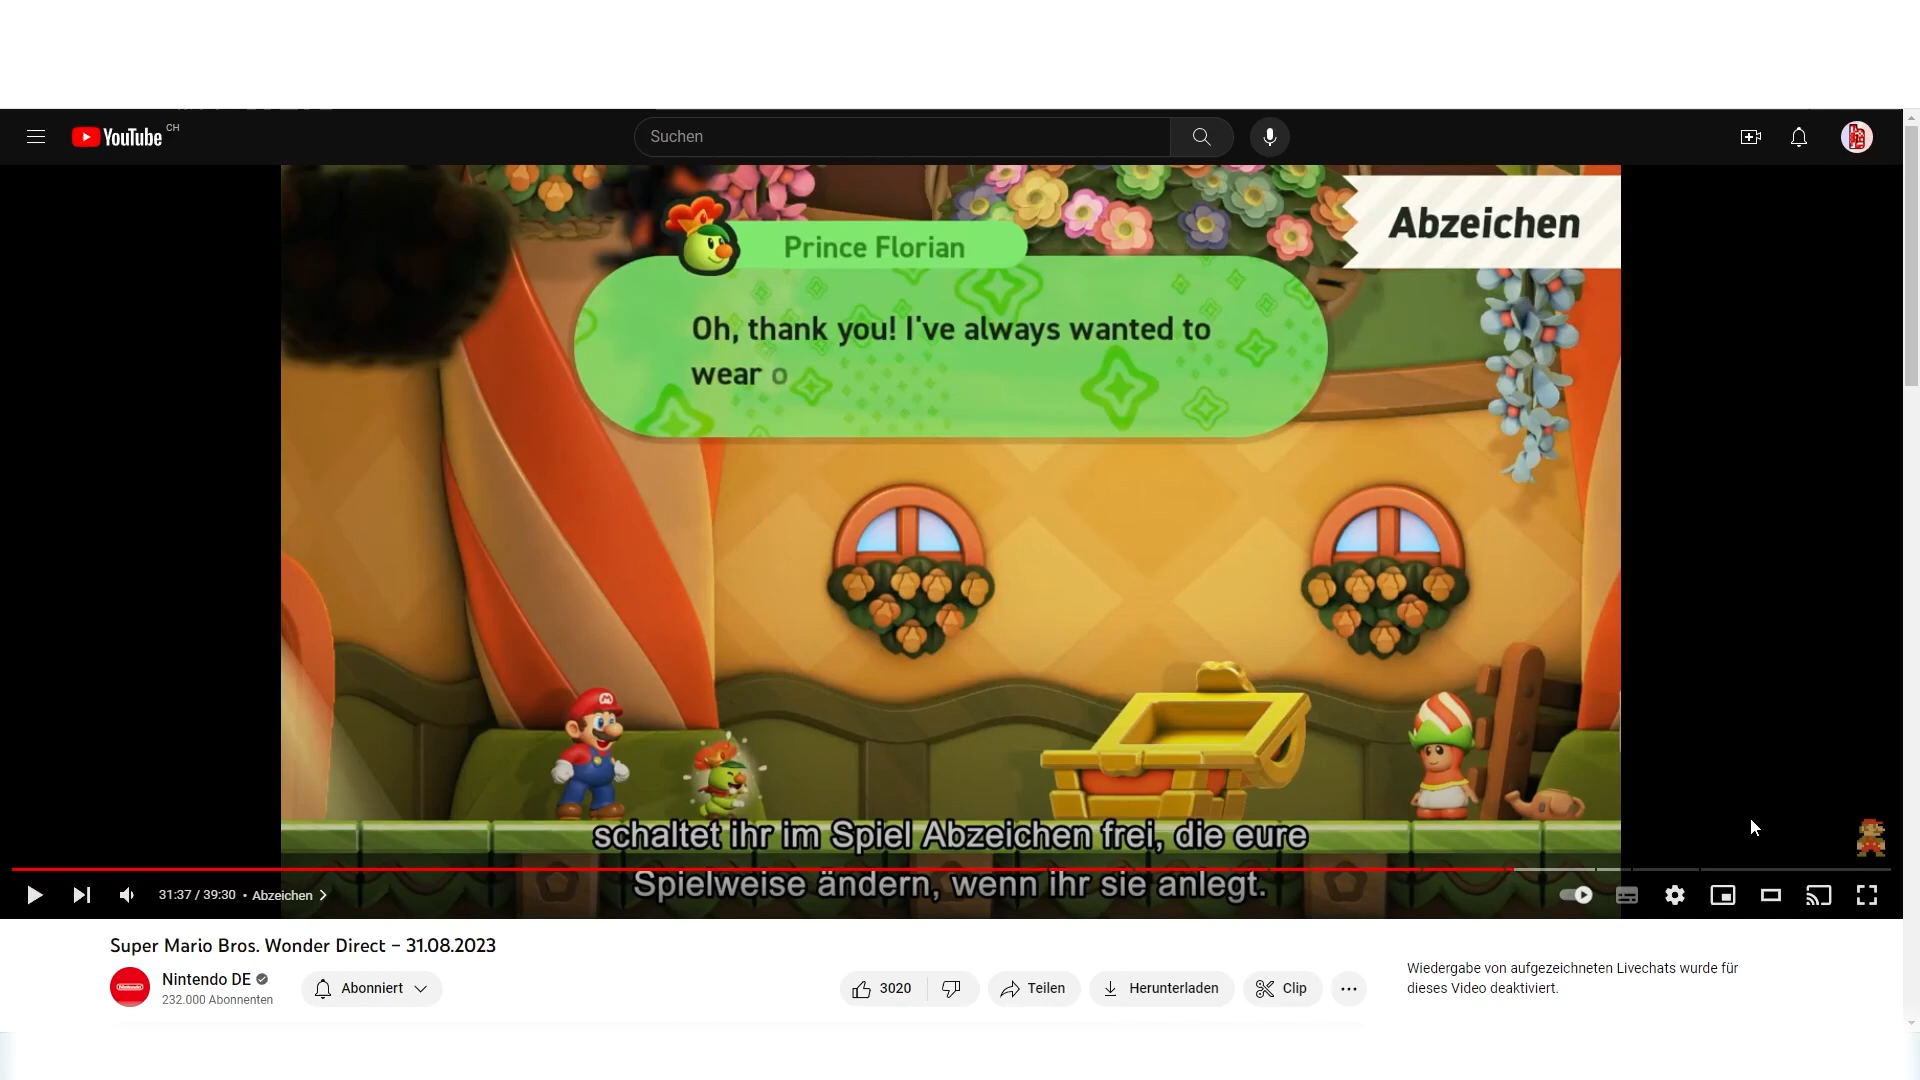 YouTube CH
Suchen
Abzeichen
Prince Florian
Oh, thank you! I've always wanted to
wear o
schaltet ihr im Spiel Abzeichen frei, die eure
Spielweise ändern, wenn ihr sie anlegt.
31:37 / 39:30 • Abzeichen
Super Mario Bros. Wonder Direct – 31.08.2023
Nintendo DE
232.000 Abonnenten
Abonniert
3020
Teilen
Herunterladen
Clip
Wiedergabe von aufgezeichneten Livechats wurde für
dieses Video deaktiviert.